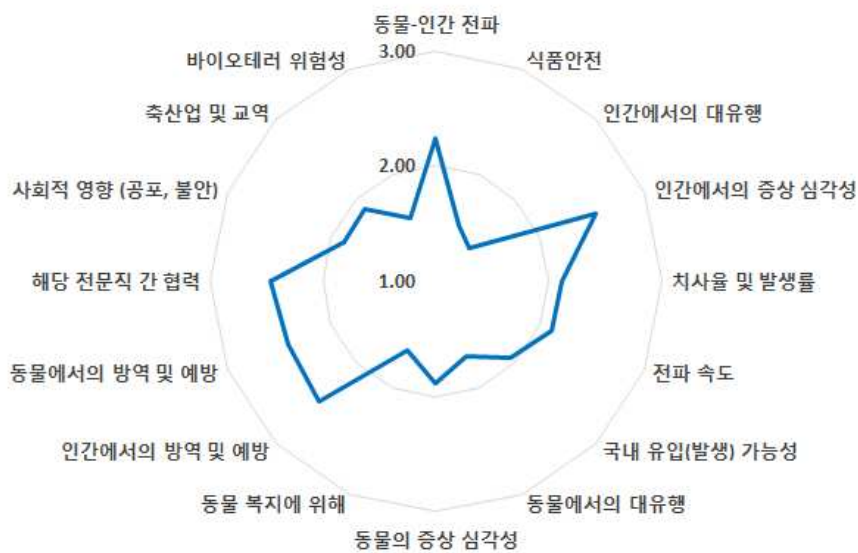 동물-인간 전파
3.00
바이오테러 위험성
식품안전
축산업 및 교역
인간에서의 대유행
2.00
사회적 영향 (공포, 불안)
인간에서의 증상 심각성
해당 전문직 간 협력
1.00
치사율 및 발생률
동물에서의 방역 및 예방
전파 속도
인간에서의 방역 및 예방
국내 유입(발생) 가능성
동물 복지에 위해
동물에서의 대유행
동물의 증상 심각성